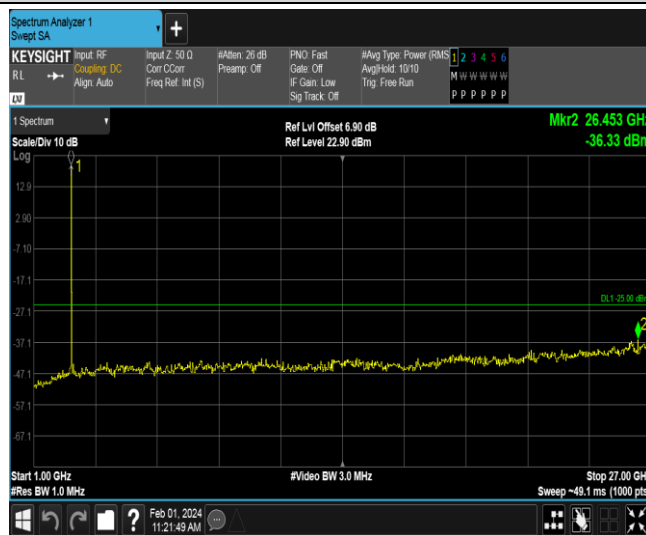 Spectrum Analyzer 1
Swept SA
+
KEYSIGHT
RL
LXI
Input: RF
Coupling: DC
Align: Auto
Input Z: 50 Ω
Corr CCorr
Freq Ref: Int (S)
#Atten: 26 dB
Preamp: Off
PNO: Fast
Gate: Off
IF Gain: Low
Sig Track: Off
#Avg Type: Power (RMS
Avg|Hold: 10/10
Trig: Free Run
1 2 3 4 5 6
M W W W W W
P P P P P P
1 Spectrum
Scale/Div 10 dB
Log
Ref Lvl Offset 6.90 dB
Ref Level 22.90 dBm
Mkr2 26.453 GHz
-36.33 dBm
1
12.9
2.90
-7.10
-17.1
DL1 -25.00 dBm
-27.1
2
-37.1
-47.1
-57.1
-67.1
Start 1.00 GHz
#Res BW 1.0 MHz
#Video BW 3.0 MHz
Stop 27.00 GH
Sweep ~49.1 ms (1000 pts
?
Feb 01, 2024
11:21:49 AM